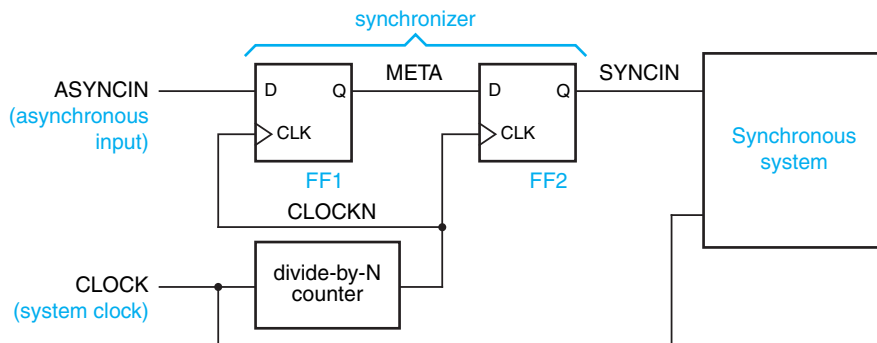 synchronizer
META
SYNCIN
ASYNCIN
(asynchronous
input)
D
Q
CLK
FF1
D
Q
CLK
FF2
Synchronous
system
CLOCKN
CLOCK
(system clock)
divide-by-N
counter